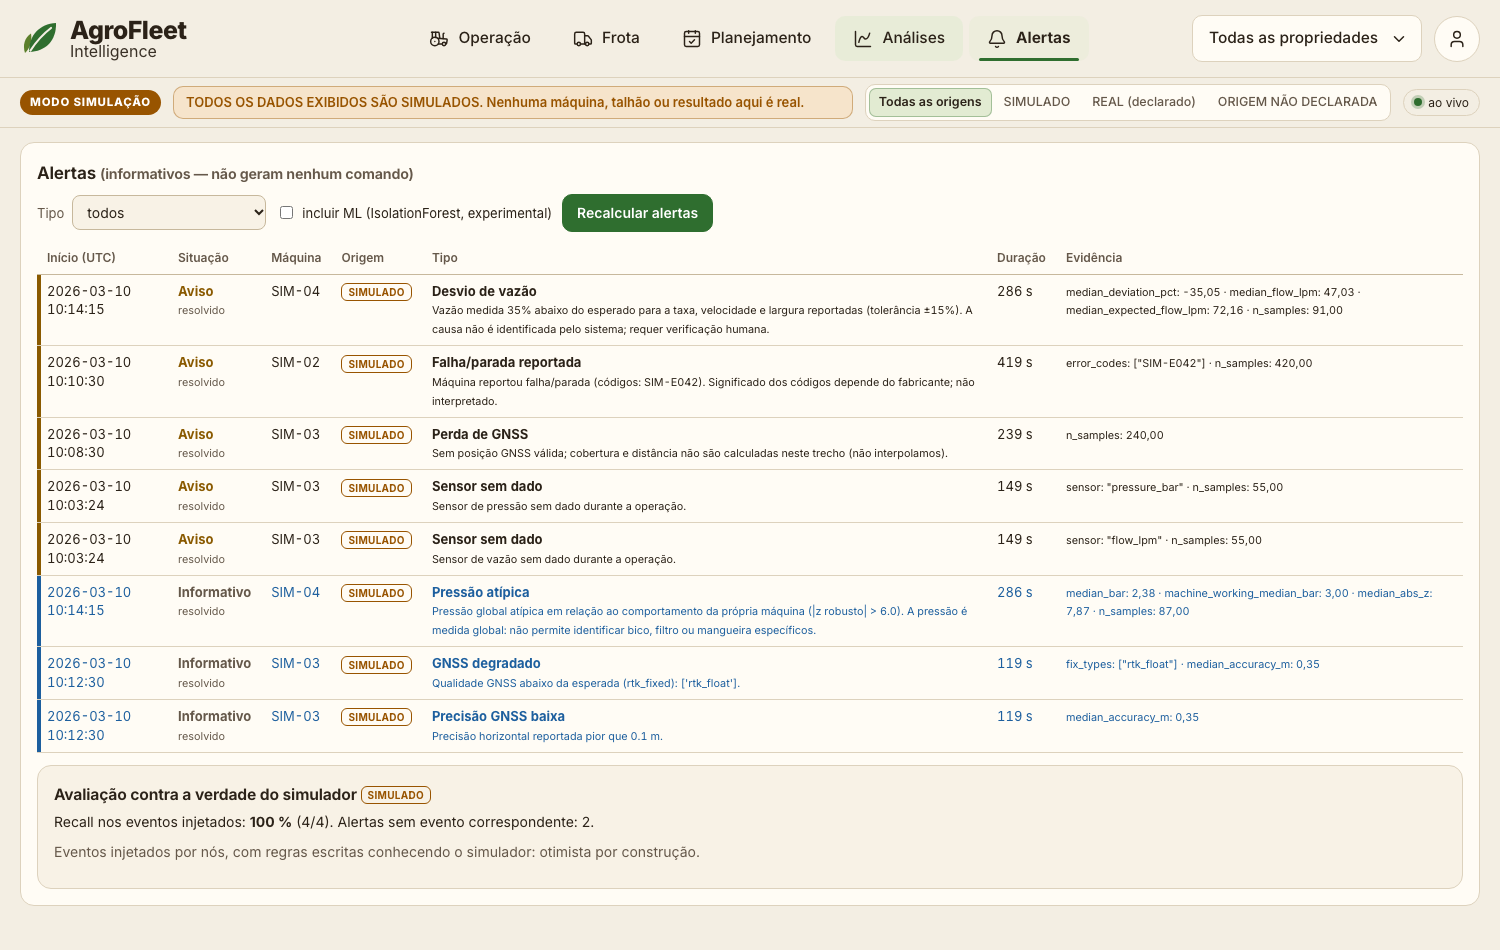 AgroFleet
Intelligence
Operação
Frota
Planejamento
Análises
Alertas
Todas as propriedades
MODO SIMULAÇÃO
TODOS OS DADOS EXIBIDOS SÃO SIMULADOS. Nenhuma máquina, talhão ou resultado aqui é real.
Todas as origens
SIMULADO
REAL (declarado)
ORIGEM NÃO DECLARADA
ao vivo
Alertas (informativos — não geram nenhum comando)
Tipo
todos
incluir ML (IsolationForest, experimental)
Recalcular alertas
Início (UTC) Situação Máquina Origem Tipo Duração Evidência
2026-03-10
10:14:15
Aviso
resolvido
SIM-04
SIMULADO
Desvio de vazão
Vazão medida 35% abaixo do esperado para a taxa, velocidade e largura reportadas (tolerância ±15%). A
causa não é identificada pelo sistema; requer verificação humana.
286 s
median_deviation_pct: -35,05 · median_flow_lpm: 47,03 ·
median_expected_flow_lpm: 72,16 · n_samples: 91,00
2026-03-10
10:10:30
Aviso
resolvido
SIM-02
SIMULADO
Falha/parada reportada
Máquina reportou falha/parada (códigos: SIM-E042). Significado dos códigos depende do fabricante; não
interpretado.
419 s
error_codes: ["SIM-E042"] · n_samples: 420,00
2026-03-10
10:08:30
Aviso
resolvido
SIM-03
SIMULADO
Perda de GNSS
Sem posição GNSS válida; cobertura e distância não são calculadas neste trecho (não interpolamos).
239 s
n_samples: 240,00
2026-03-10
10:03:24
Aviso
resolvido
SIM-03
SIMULADO
Sensor sem dado
Sensor de pressão sem dado durante a operação.
149 s
sensor: "pressure_bar" · n_samples: 55,00
2026-03-10
10:03:24
Aviso
resolvido
SIM-03
SIMULADO
Sensor sem dado
Sensor de vazão sem dado durante a operação.
149 s
sensor: "flow_lpm" · n_samples: 55,00
2026-03-10
10:14:15
Informativo
resolvido
SIM-04
SIMULADO
Pressão atípica
Pressão global atípica em relação ao comportamento da própria máquina (|z robusto| > 6.0). A pressão é
medida global: não permite identificar bico, filtro ou mangueira específicos.
286 s
median_bar: 2,38 · machine_working_median_bar: 3,00 · median_abs_z:
7,87 · n_samples: 87,00
2026-03-10
10:12:30
Informativo
resolvido
SIM-03
SIMULADO
GNSS degradado
Qualidade GNSS abaixo da esperada (rtk_fixed): ['rtk_float'].
119 s
fix_types: ["rtk_float"] · median_accuracy_m: 0,35
2026-03-10
10:12:30
Informativo
resolvido
SIM-03
SIMULADO
Precisão GNSS baixa
Precisão horizontal reportada pior que 0.1 m.
119 s
median_accuracy_m: 0,35
Avaliação contra a verdade do simulador SIMULADO
Recall nos eventos injetados: 100 % (4/4). Alertas sem evento correspondente: 2.
Eventos injetados por nós, com regras escritas conhecendo o simulador: otimista por construção.